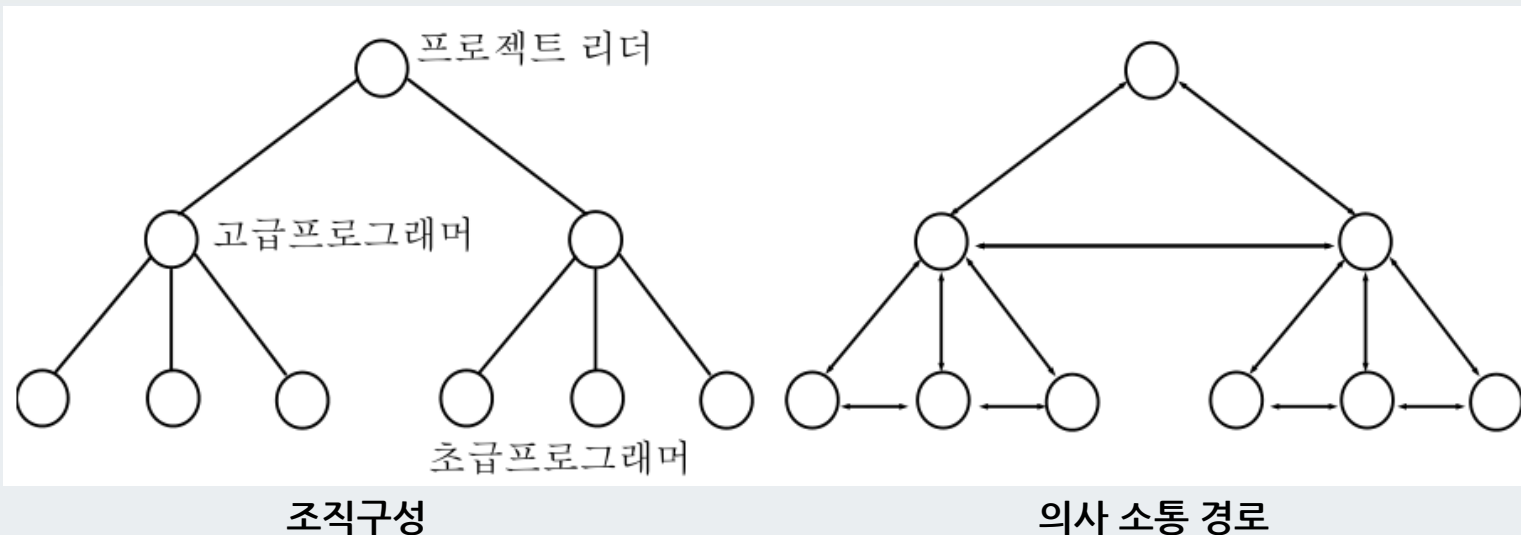 프로젝트 리더
고급프로그래머
초급프로그래머
조직구성
의사 소통 경로